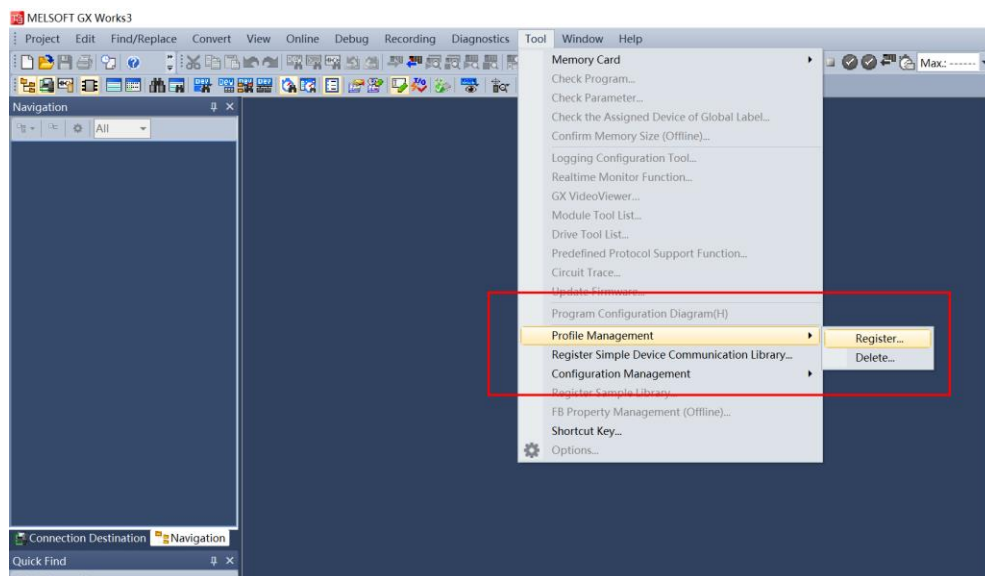 MELSOFT GX Works3
Project Edit Find/Replace Convert View Online Debug Recording Diagnostics Tool Window Help
Max.: ------
Navigation
All
Memory Card
Check Program...
Check Parameter...
Check the Assigned Device of Global Label...
Confirm Memory Size (Offline)...
Logging Configuration Tool...
Realtime Monitor Function...
GX VideoViewer...
Module Tool List...
Drive Tool List...
Predefined Protocol Support Function...
Circuit Trace...
Update Firmware...
Program Configuration Diagram(H)
Profile Management
Register...
Register Simple Device Communication Library...
Delete...
Configuration Management
Register Sample Library...
FB Property Management (Offline)...
Shortcut Key...
Options...
Connection Destination Navigation
Quick Find